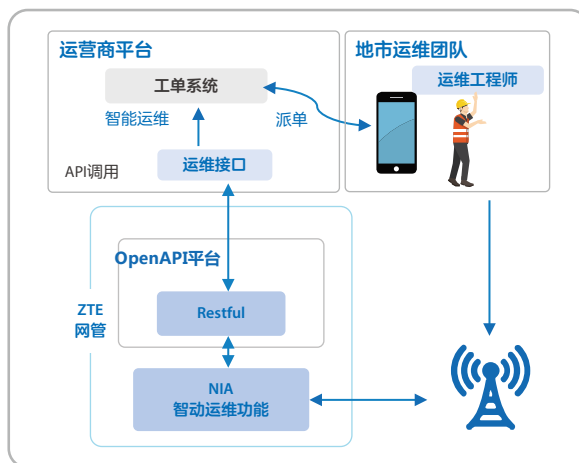 运营商平台
工单系统
智能运维
派单
运维接口
API调用
地市运维团队
运维工程师
OpenAPI平台
Restful
ZTE
网管
NIA
智动运维功能